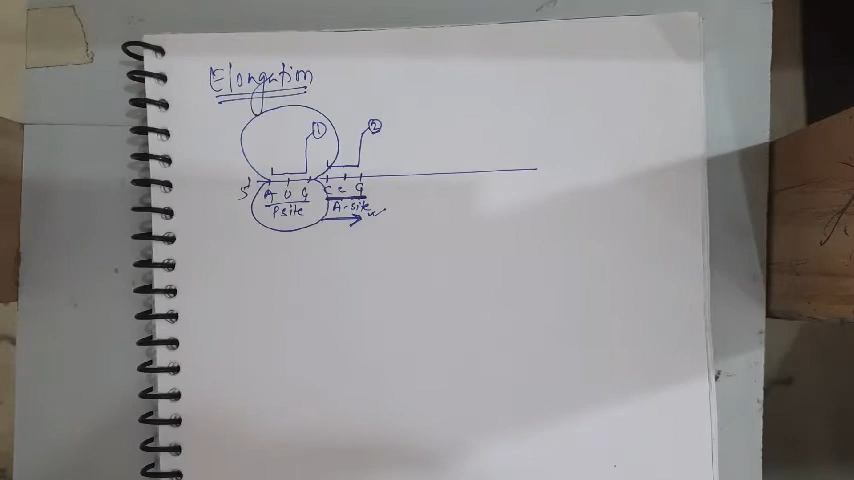 Elongation
① ②
5' A U G C C G
P site A-site